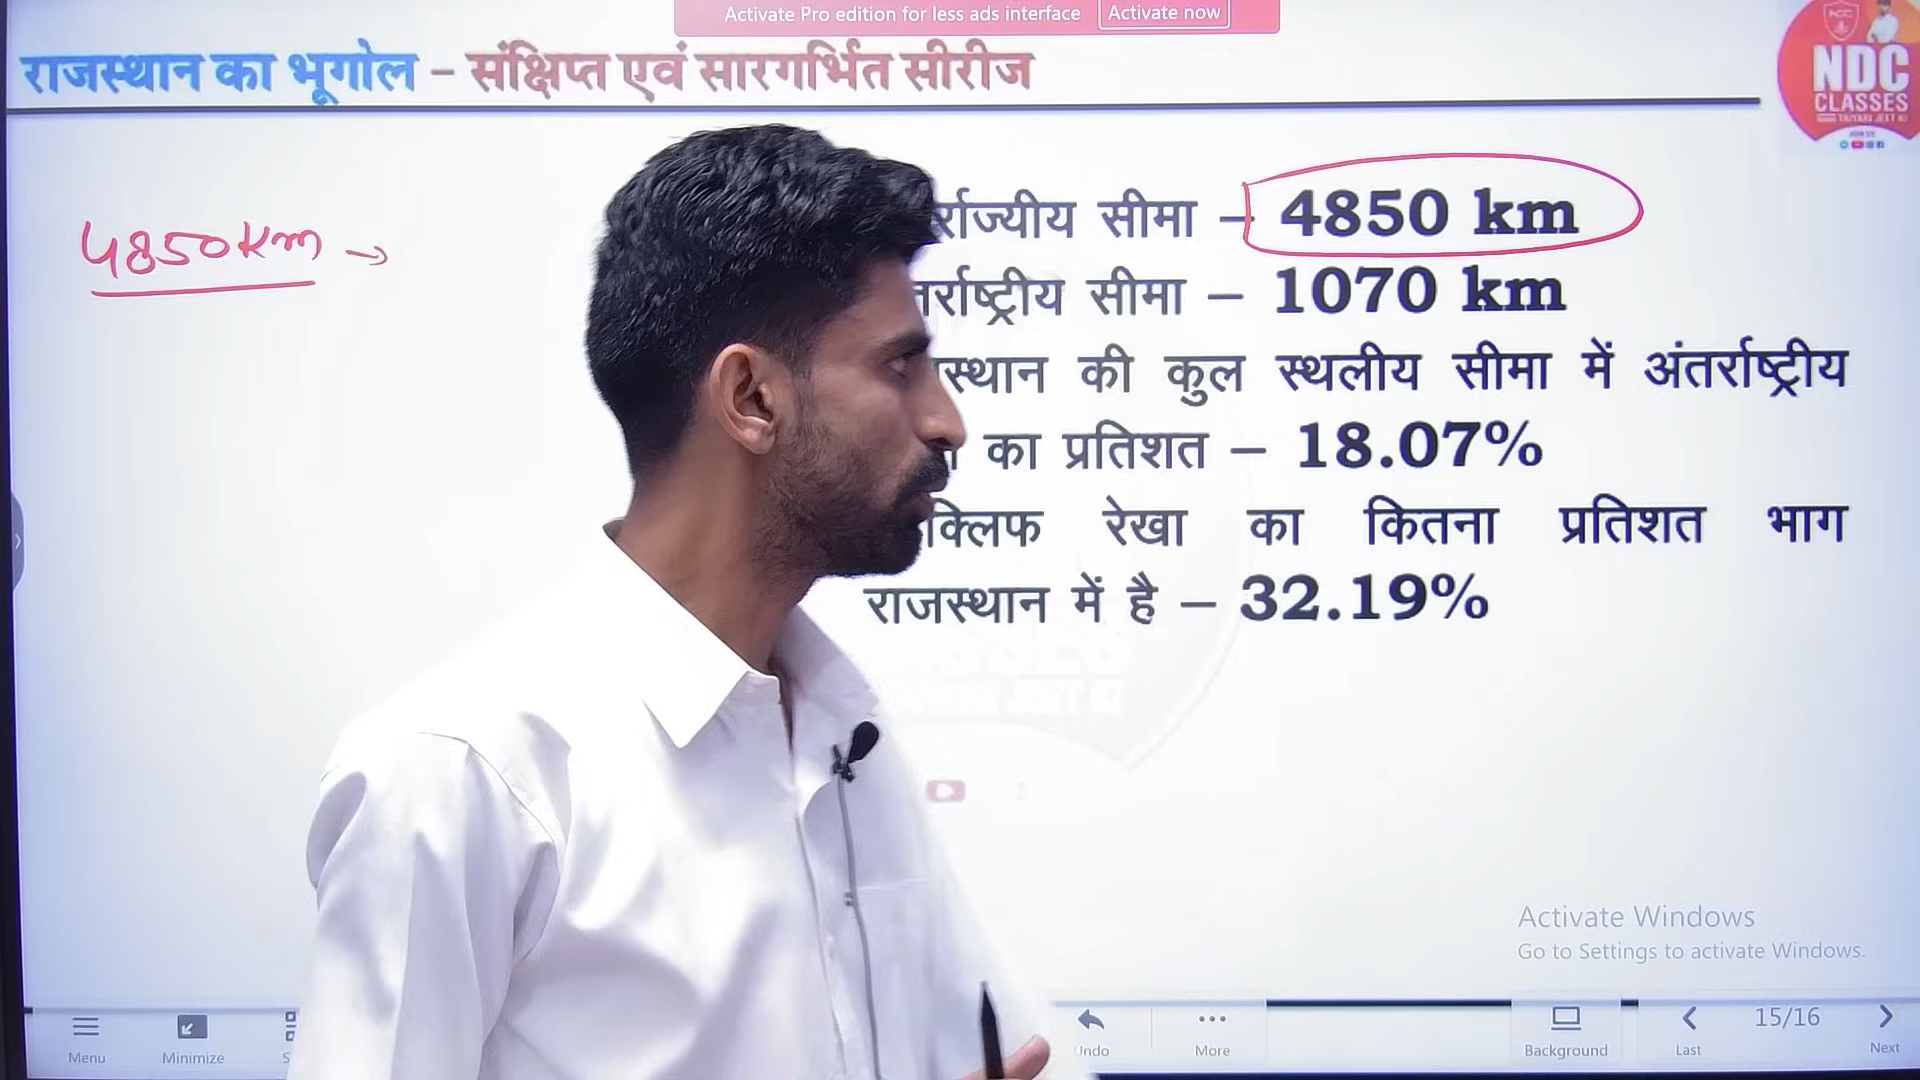 Activate Pro edition for less ads interface Activate now
राजस्थान का भूगोल – संक्षिप्त एवं सारगर्भित सीरीज
NDC
CLASSES
4850 km →
सीमा – 4850 km
सीमा – 1070 km
की कुल स्थलीय सीमा में अंतर्राष्ट्रीय
का प्रतिशत – 18.07%
रेखा का कितना प्रतिशत भाग
राजस्थान में है – 32.19%
Activate Windows
Go to Settings to activate Windows.
Menu Minimize Undo More Background Last 15/16 Next